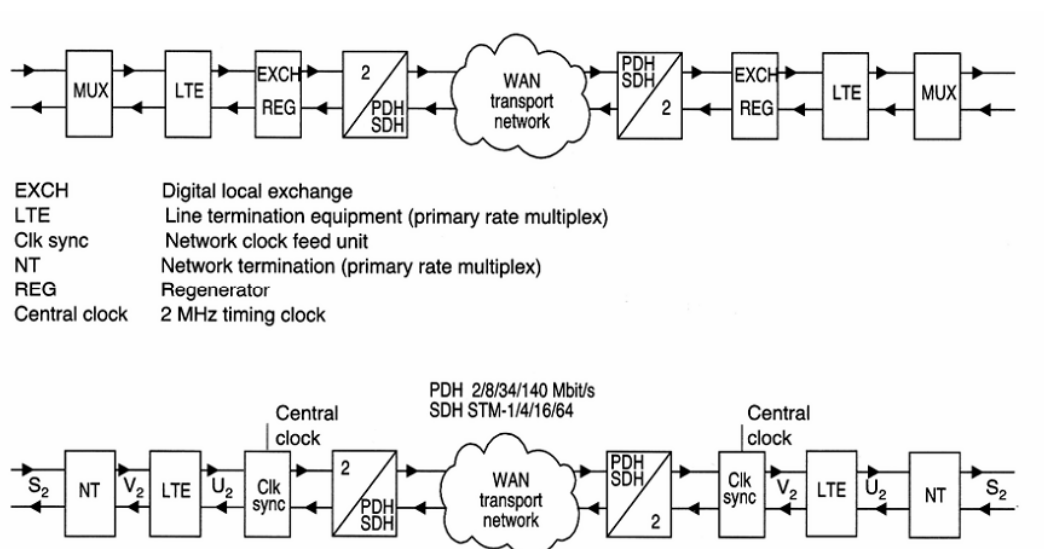 MUX
LTE
EXCH
REG
2
PDH
SDH
WAN
transport
network
PDH
SDH
2
EXCH
REG
LTE
MUX
EXCH Digital local exchange
LTE Line termination equipment (primary rate multiplex)
Clk sync Network clock feed unit
NT Network termination (primary rate multiplex)
REG Regenerator
Central clock 2 MHz timing clock
PDH 2/8/34/140 Mbit/s
SDH STM-1/4/16/64
Central
clock
Central
clock
S2
NT
V2
LTE
U2
Clk
sync
2
PDH
SDH
WAN
transport
network
PDH
SDH
2
Clk
sync
V2
LTE
U2
NT
S2